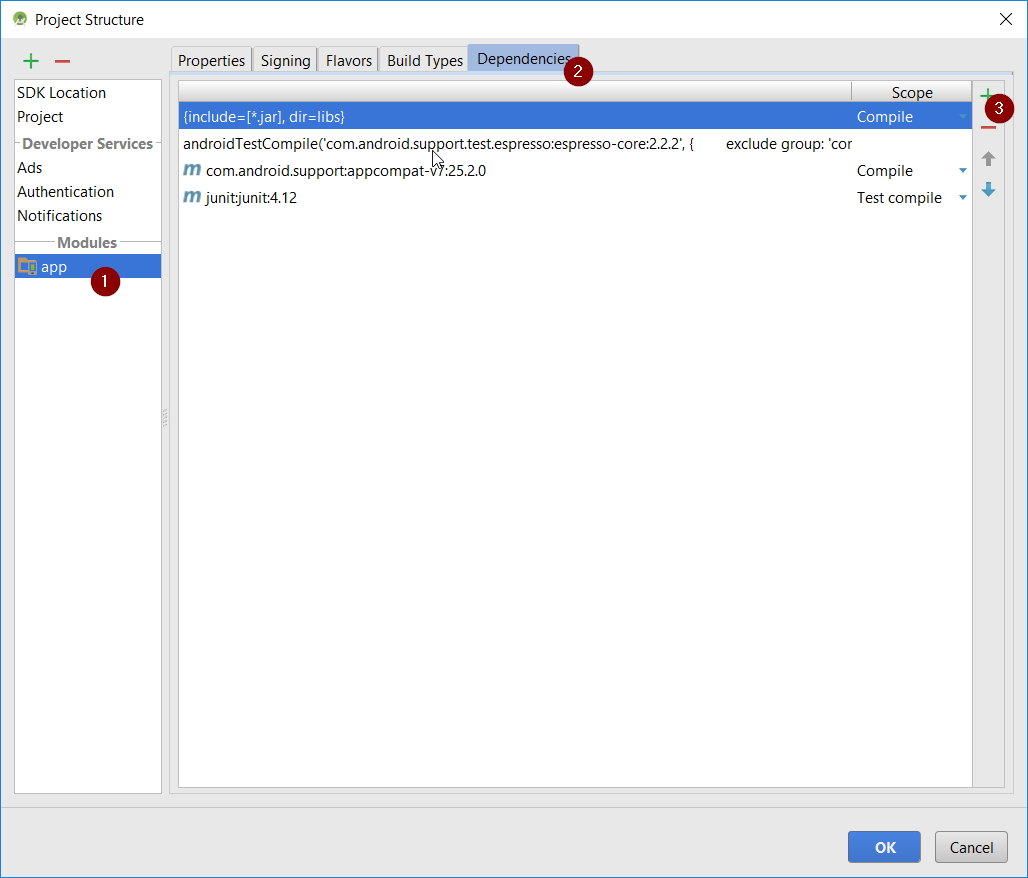 Project Structure
Properties
Signing
Flavors
Build Types
Dependencies
2
SDK Location
Project
Developer Services
Ads
Authentication
Notifications
Modules
app
1
Scope
3
{include=[*.jar], dir=libs} Compile
androidTestCompile('com.android.support.test.espresso:espresso-core:2.2.2', { exclude group: 'cor
m com.android.support:appcompat-v7:25.2.0 Compile
m junit:junit:4.12 Test compile
OK
Cancel